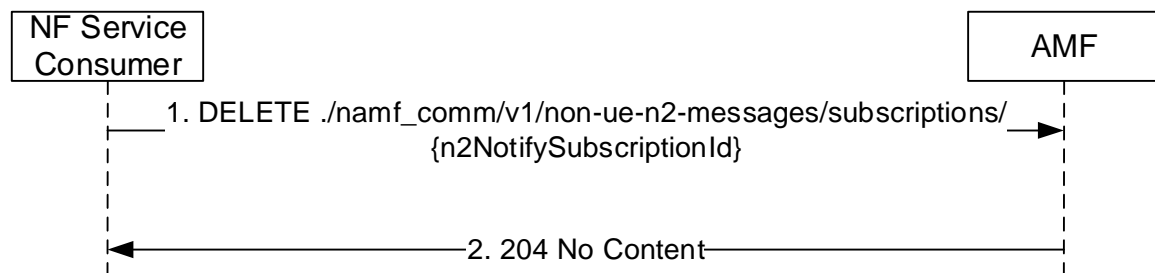 NF Service
Consumer
AMF
1. DELETE ./namf_comm/v1/non-ue-n2-messages/subscriptions/
{n2NotifySubscriptionId}
2. 204 No Content